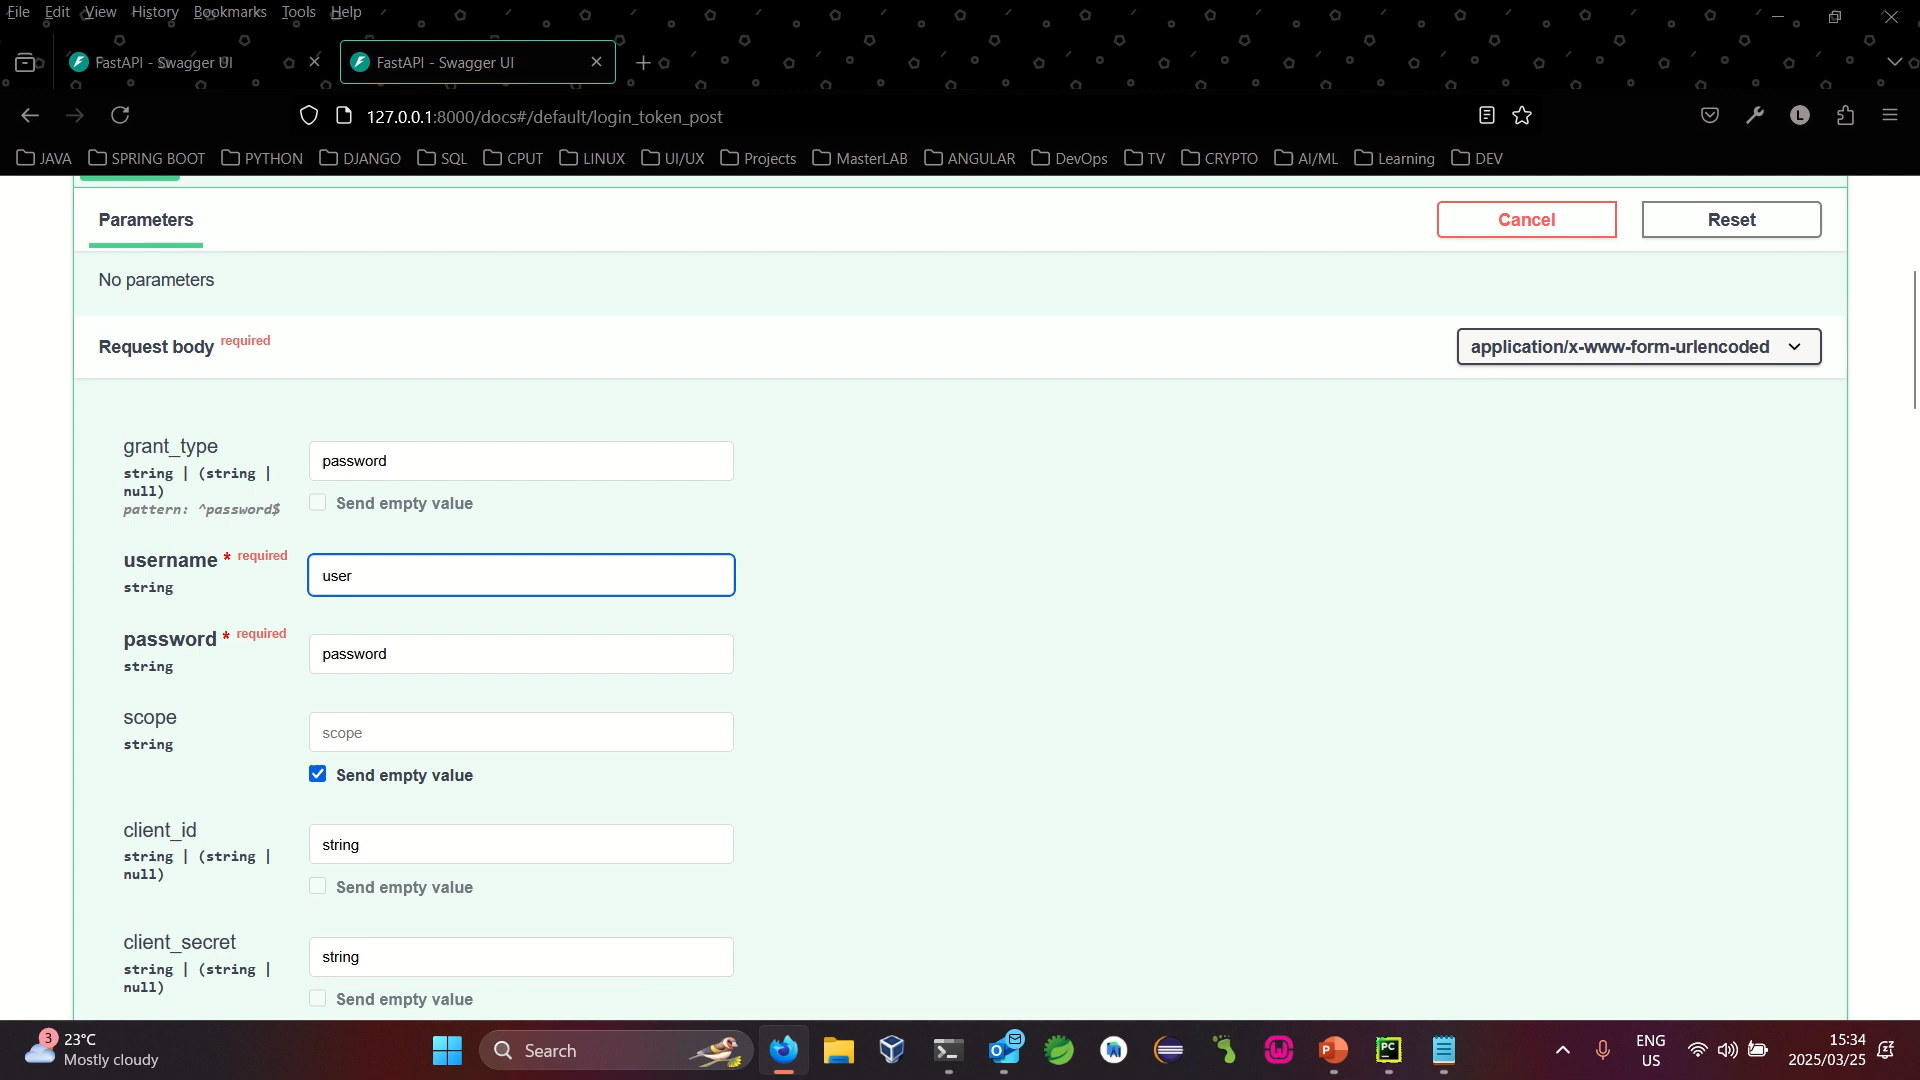 File Edit View History Bookmarks Tools Help
FastAPI - Swagger UI
FastAPI - Swagger UI
127.0.0.1:8000/docs#/default/login_token_post
L
JAVA SPRING BOOT PYTHON DJANGO SQL CPUT LINUX UI/UX Projects MasterLAB ANGULAR DevOps TV CRYPTO AI/ML Learning DEV
Parameters
Cancel
Reset
No parameters
Request body required
application/x-www-form-urlencoded
grant_type
string | (string |
null)
pattern: ^password$
password
Send empty value
username * required
string
user
password * required
string
password
scope
string
scope
Send empty value
client_id
string | (string |
null)
string
Send empty value
client_secret
string | (string |
null)
string
Send empty value
3
23°C
Mostly cloudy
Search
PC
ENG
US
15:34
2025/03/25